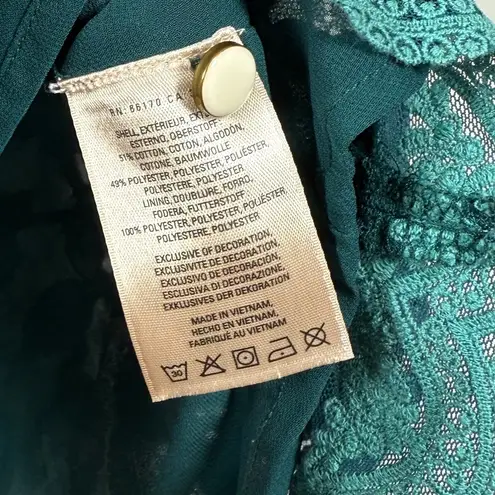 RN: 66170 CA
SHELL, EXTÉRIEUR,
ESTERNO, OBERSTOFF:
51% COTTON, COTON, ALGODÓN,
COTONE, BAUMWOLLE
49% POLYESTER, POLYESTER, POLIÉSTER,
POLYESTERE, POLYESTER
LINING, DOUBLURE, FORRO,
FODERA, FUTTERSTOFF
100% POLYESTER, POLYESTER, POLIÉSTER,
POLYESTERE, POLYESTER
EXCLUSIVE OF DECORATION,
EXCLUSIVITE DE DÉCORATION,
EXCLUSIVO DE DECORACIÓN,
ESCLUSIVA DI DECORAZIONE,
EXKLUSIVES DER DEKORATION
MADE IN VIETNAM,
HECHO EN VIETNAM,
FABRIQUÉ AU VIETNAM
30